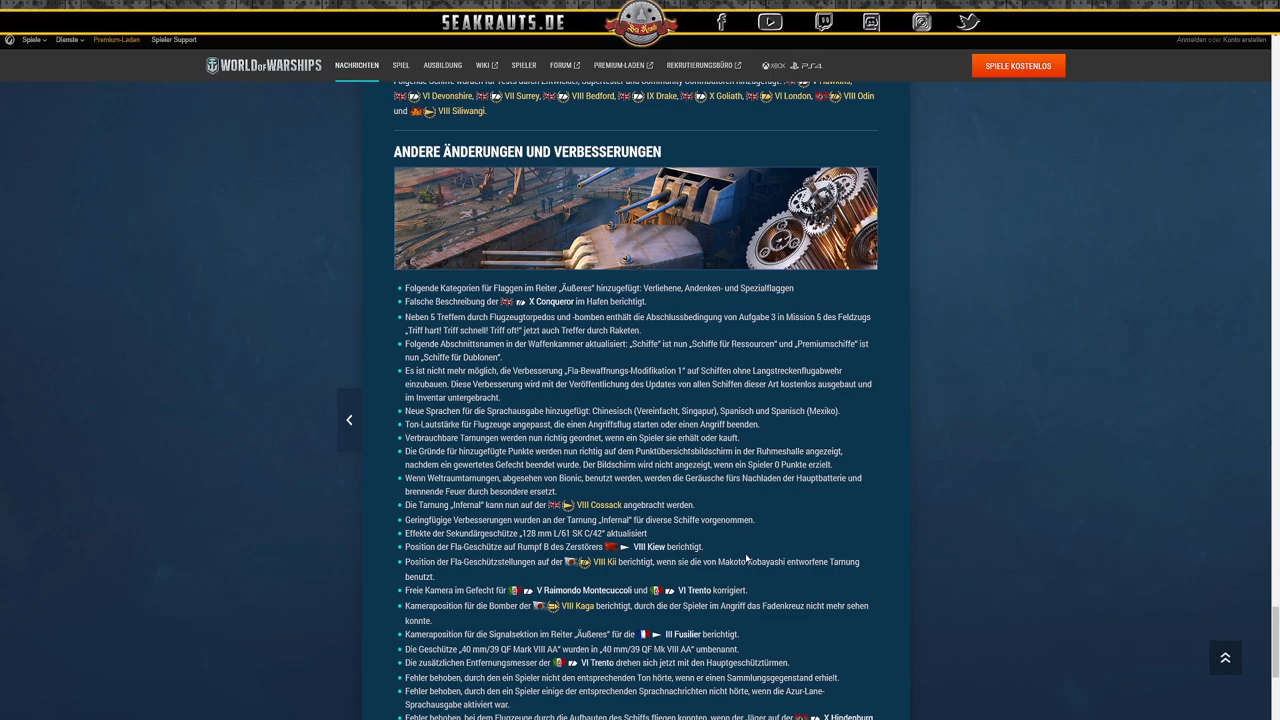 SEAKRAUTS.DE
Spiele Dienste Premium-Laden Spieler Support
Anmelden oder Konto erstellen
WORLD OF WARSHIPS NACHRICHTEN SPIEL AUSBILDUNG WIKI SPIELER FORUM PREMIUM-LADEN REKRUTIERUNGSBÜRO XBOX PS4 SPIELE KOSTENLOS
Folgende Schiffe wurden für Tests durch Entwickler, Supertester und Community Contributoren hinzugefügt: V Hawkins,
VI Devonshire, VII Surrey, VIII Bedford, IX Drake, X Goliath, VI London, VIII Odin
und VIII Siliwangi.
ANDERE ÄNDERUNGEN UND VERBESSERUNGEN
Folgende Kategorien für Flaggen im Reiter „Äußeres" hinzugefügt: Verliehene, Andenken- und Spezialflaggen
Falsche Beschreibung der X Conqueror im Hafen berichtigt.
Neben 5 Treffern durch Flugzeugtorpedos und -bomben enthält die Abschlussbedingung von Aufgabe 3 in Mission 5 des Feldzugs
„Triff hart! Triff schnell! Triff oft!" jetzt auch Treffer durch Raketen.
Folgende Abschnittsnamen in der Waffenkammer aktualisiert: „Schiffe" ist nun „Schiffe für Ressourcen" und „Premiumschiffe" ist
nun „Schiffe für Dublonen".
Es ist nicht mehr möglich, die Verbesserung „Fla-Bewaffnungs-Modifikation 1" auf Schiffen ohne Langstreckenflugabwehr
einzubauen. Diese Verbesserung wird mit der Veröffentlichung des Updates von allen Schiffen dieser Art kostenlos ausgebaut und
im Inventar untergebracht.
Neue Sprachen für die Sprachausgabe hinzugefügt: Chinesisch (Vereinfacht, Singapur), Spanisch und Spanisch (Mexiko).
Ton-Lautstärke für Flugzeuge angepasst, die einen Angriffsflug starten oder einen Angriff beenden.
Verbrauchbare Tarnungen werden nun richtig geordnet, wenn ein Spieler sie erhält oder kauft.
Die Gründe für hinzugefügte Punkte werden nun richtig auf dem Punktübersichtsbildschirm in der Ruhmeshalle angezeigt,
nachdem ein gewertetes Gefecht beendet wurde. Der Bildschirm wird nicht angezeigt, wenn ein Spieler 0 Punkte erzielt.
Wenn Weltraumtarnungen, abgesehen von Bionic, benutzt werden, werden die Geräusche fürs Nachladen der Hauptbatterie und
brennende Feuer durch besondere ersetzt.
Die Tarnung „Infernal" kann nun auf der VIII Cossack angebracht werden.
Geringfügige Verbesserungen wurden an der Tarnung „Infernal" für diverse Schiffe vorgenommen.
Effekte der Sekundärgeschütze „128 mm L/61 SK C/42" aktualisiert
Position der Fla-Geschütze auf Rumpf B des Zerstörers VIII Kiew berichtigt.
Position der Fla-Geschützstellungen auf der VIII Kii berichtigt, wenn sie die von Makoto Kobayashi entworfene Tarnung
benutzt.
Freie Kamera im Gefecht für V Raimondo Montecuccoli und VI Trento korrigiert.
Kameraposition für die Bomber der VIII Kaga berichtigt, durch die der Spieler im Angriff das Fadenkreuz nicht mehr sehen
konnte.
Kameraposition für die Signalsektion im Reiter „Äußeres" für die III Fusilier berichtigt.
Die Geschütze „40 mm/39 QF Mark VIII AA" wurden in „40 mm/39 QF Mk VIII AA" umbenannt.
Die zusätzlichen Entfernungsmesser der VI Trento drehen sich jetzt mit den Hauptgeschütztürmen.
Fehler behoben, durch den ein Spieler nicht den entsprechenden Ton hörte, wenn er einen Sammlungsgegenstand erhielt.
Fehler behoben, durch den ein Spieler einige der entsprechenden Sprachnachrichten nicht hörte, wenn die Azur-Lane-
Sprachausgabe aktiviert war.
Fehler behoben, bei dem Flugzeuge durch die Aufbauten des Schiffs fliegen konnten, wenn der Jäger auf der X Hindenburg